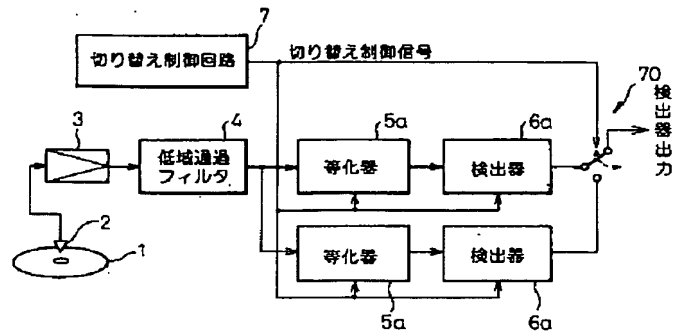 7
切り替え制御回路
切り替え制御信号
70
検出器出力
3
4
低域通過
フィルタ
5a
等化器
6a
検出器
2
1
等化器
5a
検出器
6a